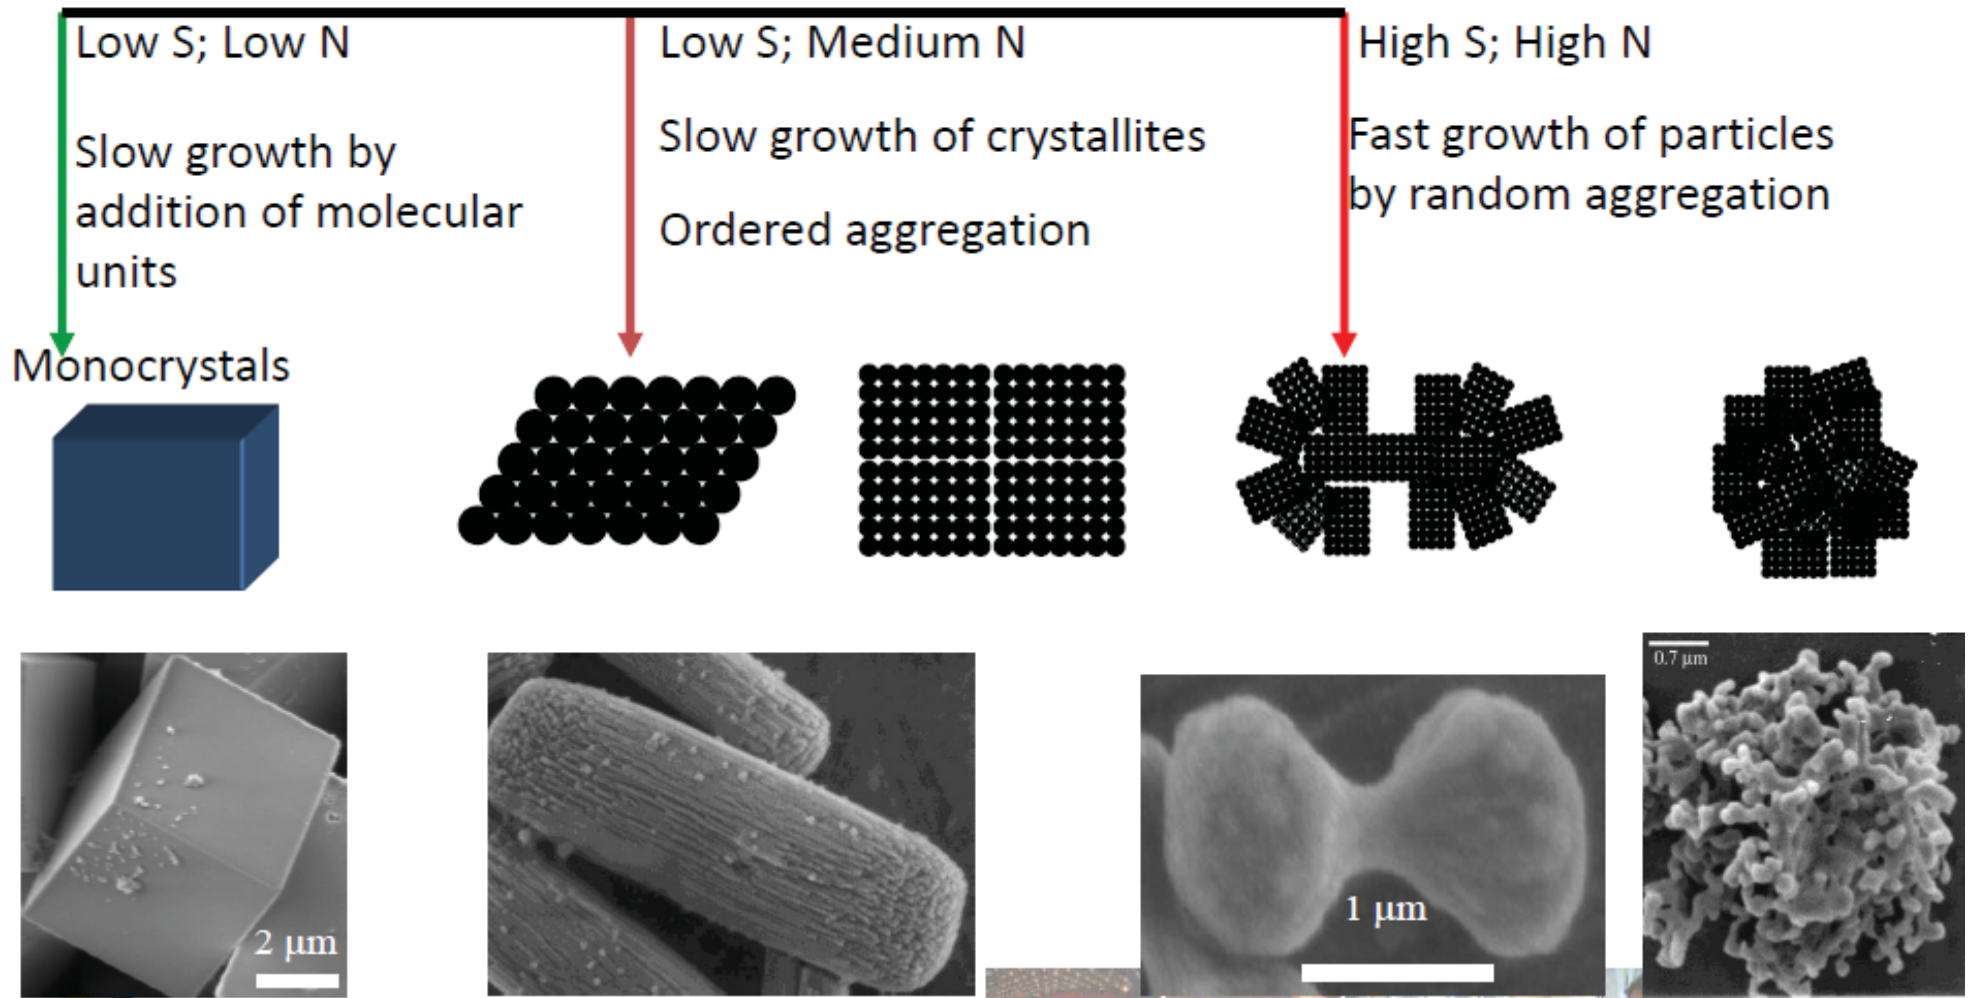 Low S; Low N
Slow growth by
addition of molecular
units
Monocrystals
Low S; Medium N
Slow growth of crystallites
Ordered aggregation
High S; High N
Fast growth of particles
by random aggregation
2 μm
1 μm
0.7 μm